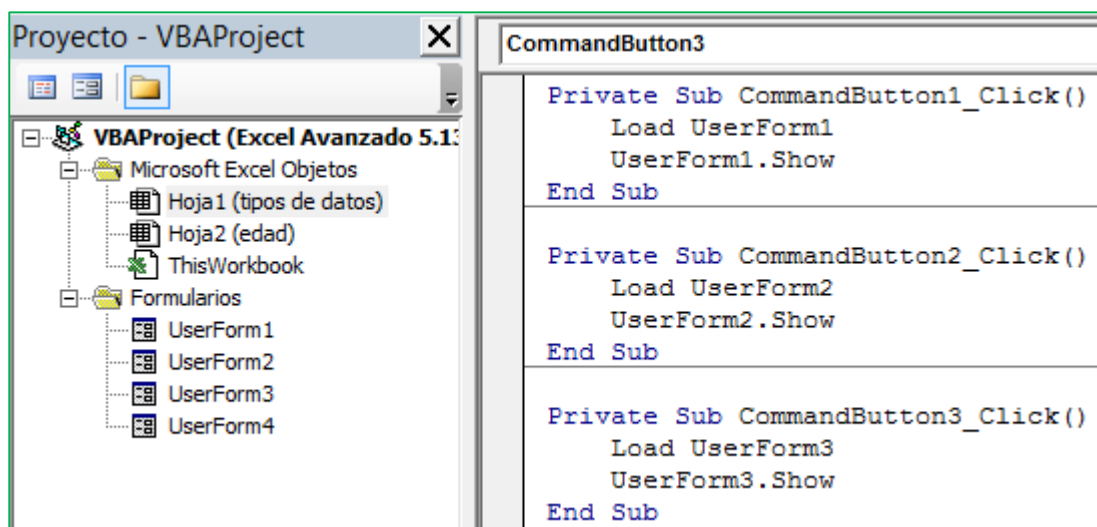 Proyecto - VBAProject
VBAProject (Excel Avanzado 5.13
Microsoft Excel Objetos
Hoja1 (tipos de datos)
Hoja2 (edad)
ThisWorkbook
Formularios
UserForm1
UserForm2
UserForm3
UserForm4
CommandButton3
Private Sub CommandButton1_Click()
Load UserForm1
UserForm1.Show
End Sub
Private Sub CommandButton2_Click()
Load UserForm2
UserForm2.Show
End Sub
Private Sub CommandButton3_Click()
Load UserForm3
UserForm3.Show
End Sub